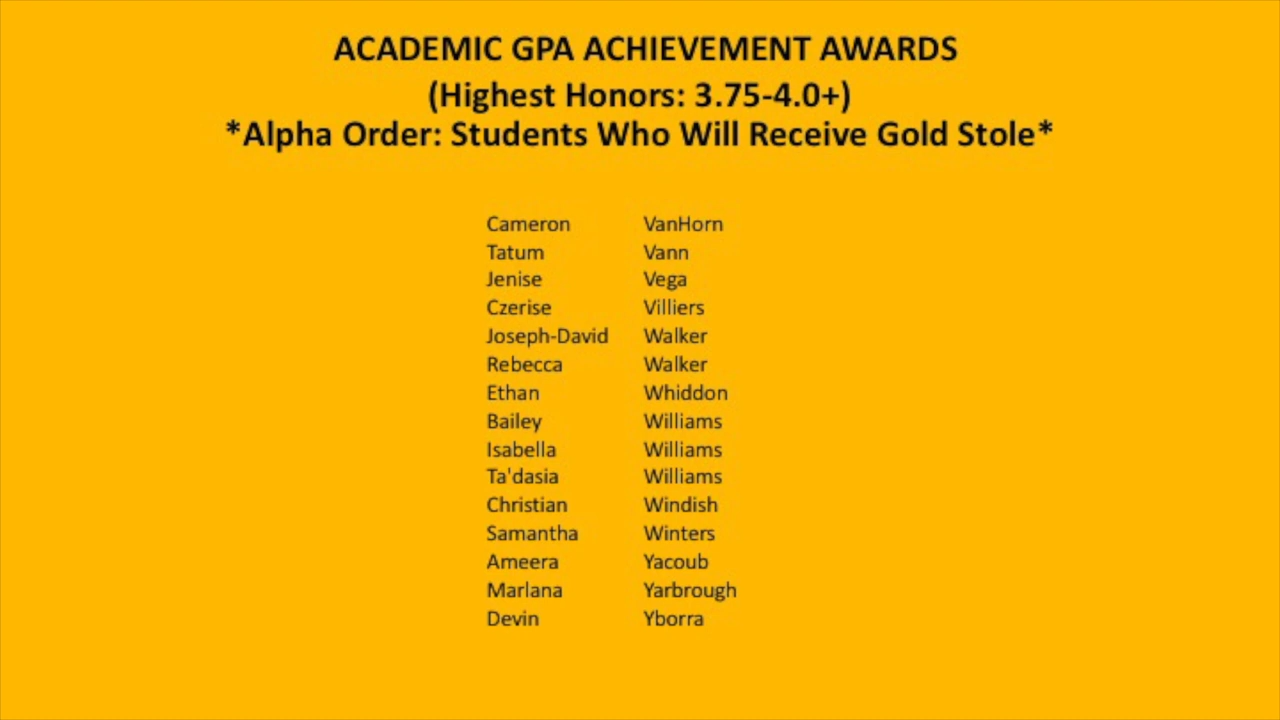 ACADEMIC GPA ACHIEVEMENT AWARDS
(Highest Honors: 3.75-4.0+)
*Alpha Order: Students Who Will Receive Gold Stole*
Cameron VanHorn
Tatum Vann
Jenise Vega
Czerise Villiers
Joseph-David Walker
Rebecca Walker
Ethan Whiddon
Bailey Williams
Isabella Williams
Ta'dasia Williams
Christian Windish
Samantha Winters
Ameera Yacoub
Marlana Yarbrough
Devin Yborra